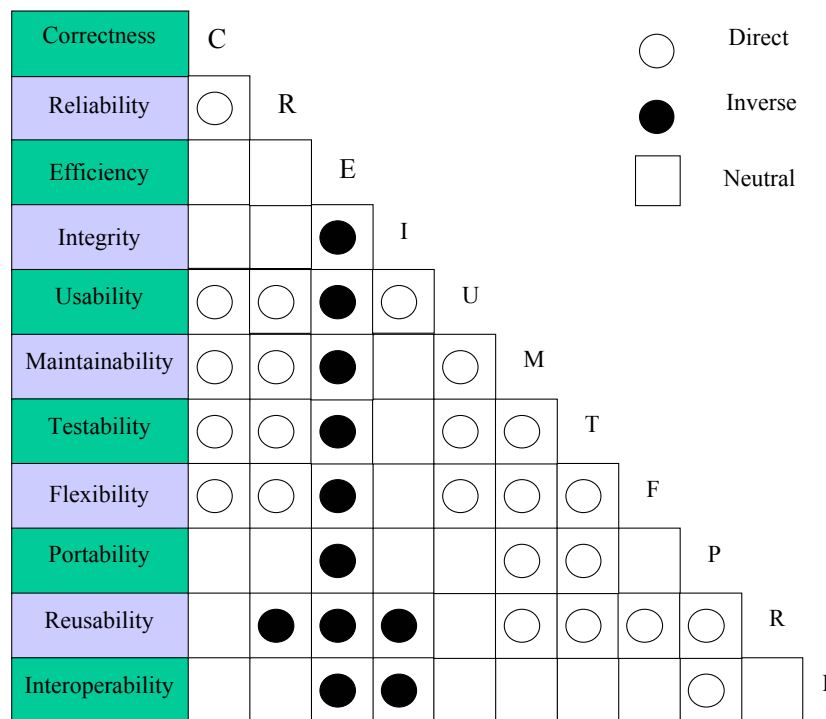 Correctness C
Direct
Reliability R
Inverse
Efficiency E
Neutral
Integrity I
Usability U
Maintainability M
Testability T
Flexibility F
Portability P
Reusability R
Interoperability I